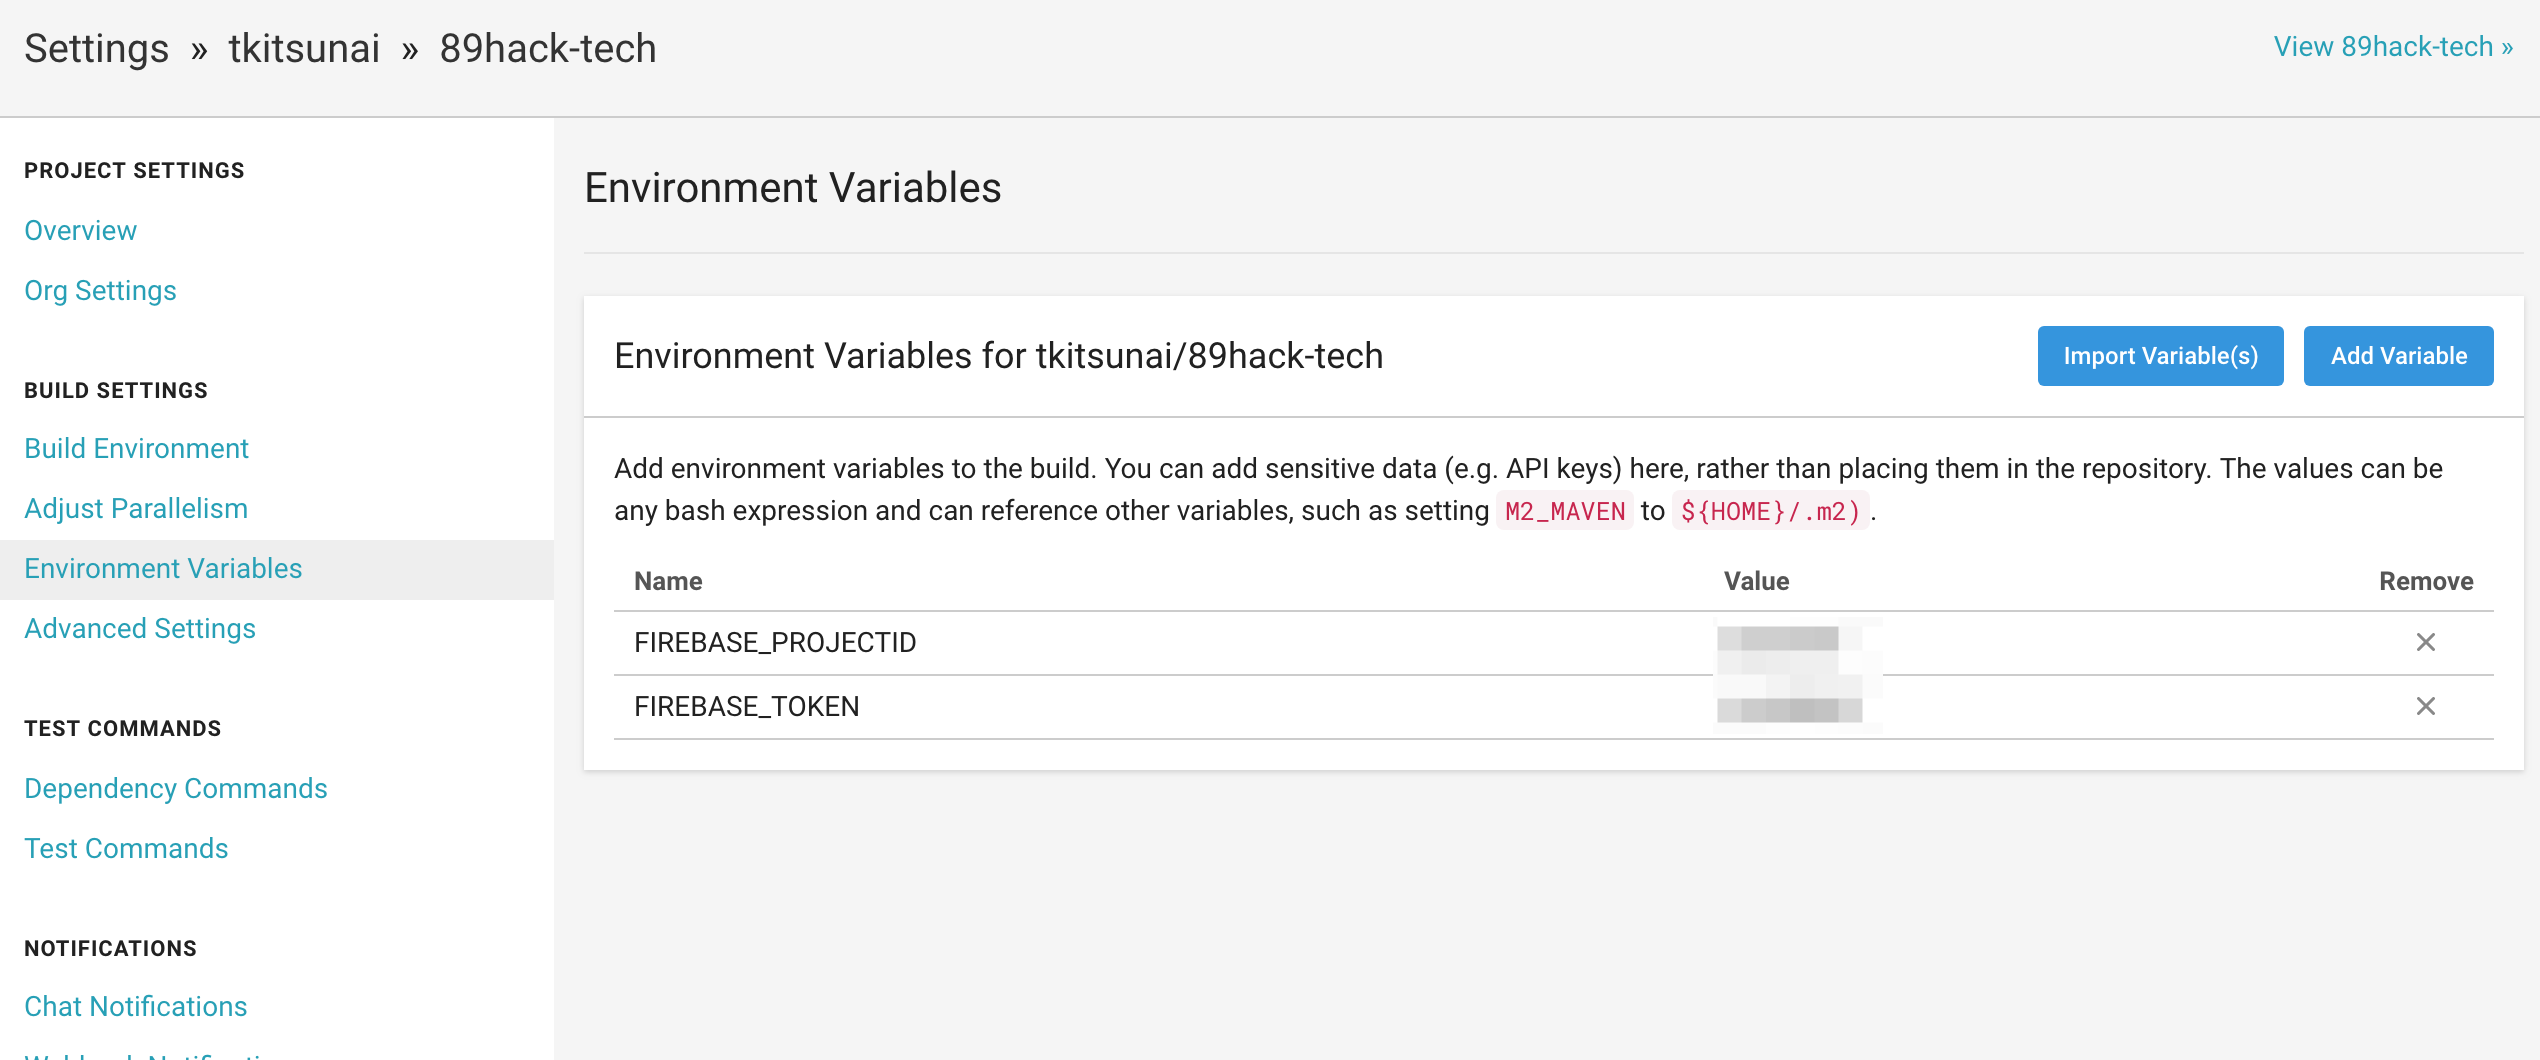 Settings » tkitsunai » 89hack-tech
View 89hack-tech »
PROJECT SETTINGS
Overview
Org Settings
BUILD SETTINGS
Build Environment
Adjust Parallelism
Environment Variables
Advanced Settings
TEST COMMANDS
Dependency Commands
Test Commands
NOTIFICATIONS
Chat Notifications
Environment Variables
Environment Variables for tkitsunai/89hack-tech
Import Variable(s)
Add Variable
Add environment variables to the build. You can add sensitive data (e.g. API keys) here, rather than placing them in the repository. The values can be
any bash expression and can reference other variables, such as setting M2_MAVEN to ${HOME}/.m2).
Name Value Remove
FIREBASE_PROJECTID
FIREBASE_TOKEN